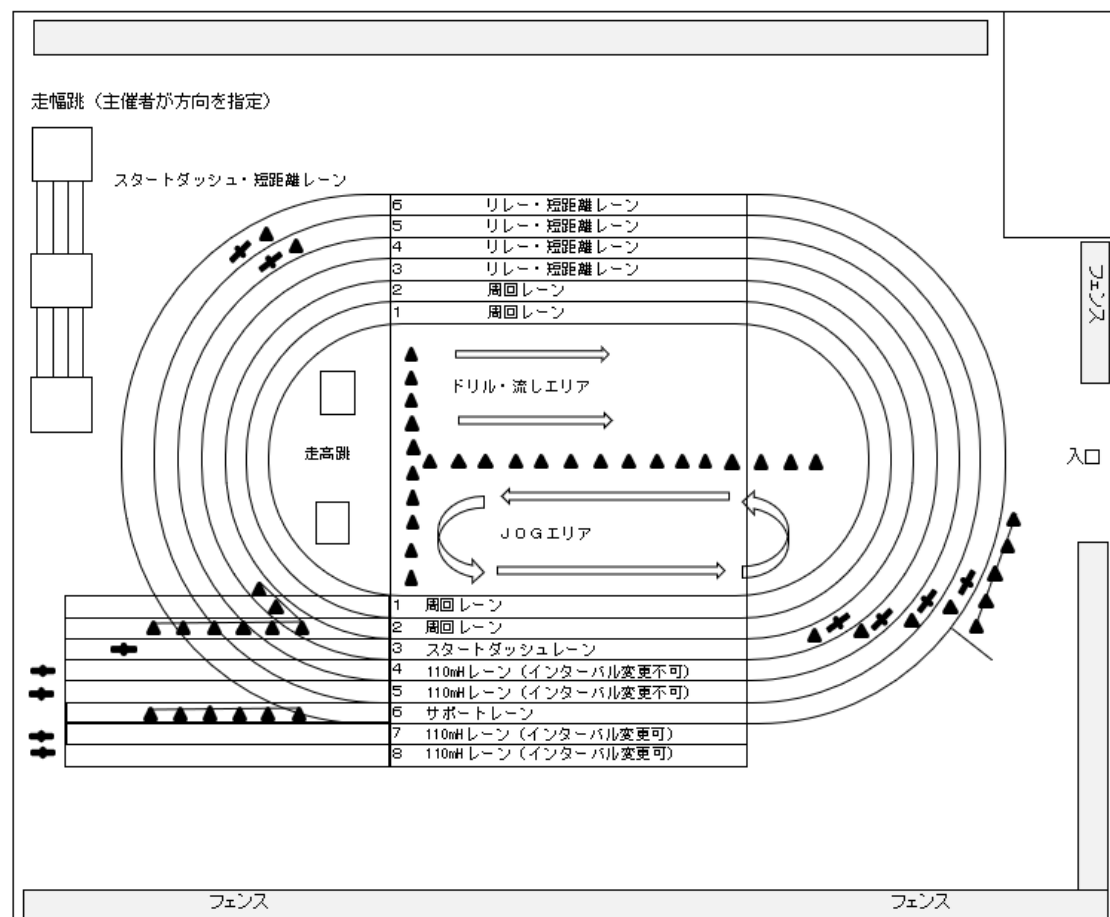 走幅跳（主催者が方向を指定）
スタートダッシュ・短距離レーン
6 リレー・短距離レーン
5 リレー・短距離レーン
4 リレー・短距離レーン
3 リレー・短距離レーン
2 周回レーン
1 周回レーン
フェンス
ドリル・流しエリア
走高跳
入口
ＪＯＧエリア
1 周回レーン
2 周回レーン
3 スタートダッシュレーン
4 110mHレーン（インターバル変更不可）
5 110mHレーン（インターバル変更不可）
6 サポートレーン
7 110mHレーン（インターバル変更可）
8 110mHレーン（インターバル変更可）
フェンス
フェンス